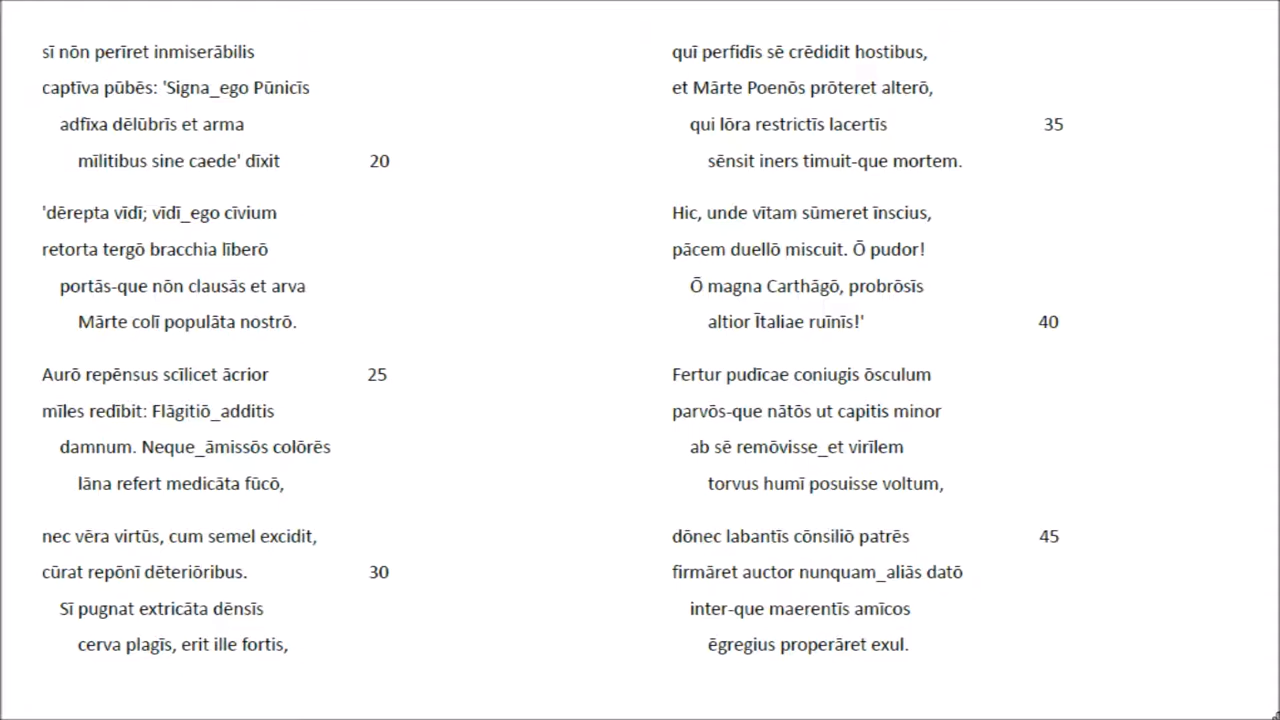 sī nōn perīret inmiserābilis
captīva pūbēs: 'Signa_ego Pūnicīs
adfīxa dēlūbrīs et arma
mīlitibus sine caede' dīxit 20
'dērepta vīdī; vīdī_ego cīvium
retorta tergō bracchia līberō
portās-que nōn clausās et arva
Mārte colī populāta nostrō.
Aurō repēnsus scīlicet ācrior 25
mīles redībit: Flāgitiō_additis
damnum. Neque_āmissōs colōrēs
lāna refert medicāta fūcō,
nec vēra virtūs, cum semel excidit,
cūrat repōnī dēteriōribus. 30
Sī pugnat extricāta dēnsīs
cerva plagīs, erit ille fortis,
quī perfidīs sē crēdidit hostibus,
et Mārte Poenōs prōteret alterō,
qui lōra restrictīs lacertīs 35
sēnsit iners timuit-que mortem.
Hic, unde vītam sūmeret īnscius,
pācem duellō miscuit. Ō pudor!
Ō magna Carthāgō, probrōsīs
altior Ītaliae ruīnīs!' 40
Fertur pudīcae coniugis ōsculum
parvōs-que nātōs ut capitis minor
ab sē remōvisse_et virīlem
torvus humī posuisse voltum,
dōnec labantīs cōnsiliō patrēs 45
firmāret auctor nunquam_aliās datō
inter-que maerentīs amīcos
ēgregius properāret exul.